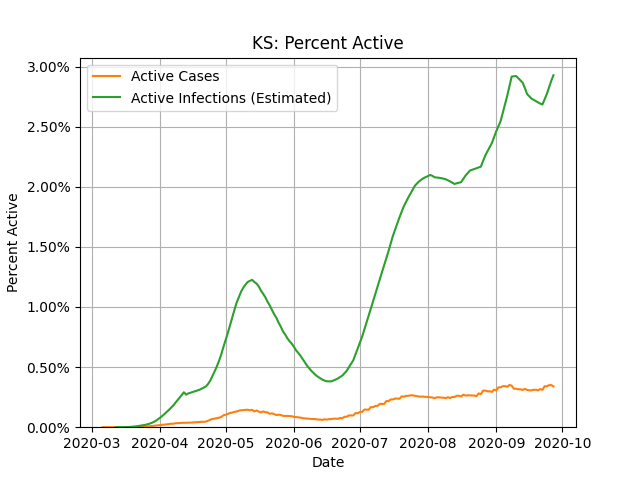 KS: Percent Active
Active Cases
Active Infections (Estimated)
3.00%
2.50%
2.00%
1.50%
1.00%
0.50%
0.00%
Percent Active
2020-03 2020-04 2020-05 2020-06 2020-07 2020-08 2020-09 2020-10
Date